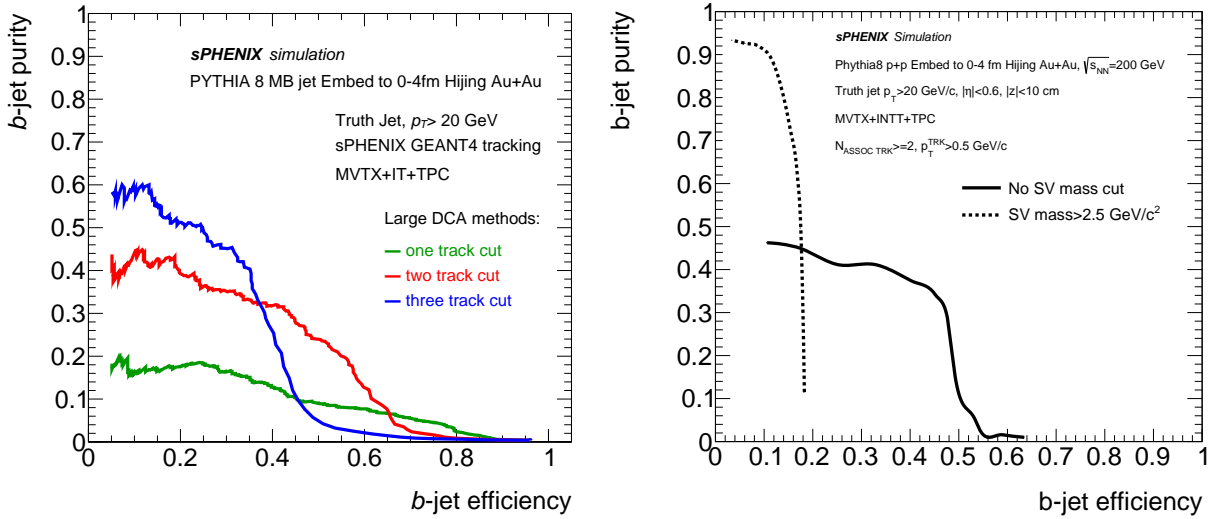 b-jet purity
1
0.9
0.8
0.7
0.6
0.5
0.4
0.3
0.2
0.1
0
sPHENIX simulation
PYTHIA 8 MB jet Embed to 0-4fm Hijing Au+Au
Truth Jet, pT> 20 GeV
sPHENIX GEANT4 tracking
MVTX+IT+TPC
Large DCA methods:
one track cut
two track cut
three track cut
0 0.2 0.4 0.6 0.8 1
b-jet efficiency
b-jet purity
1
0.9
0.8
0.7
0.6
0.5
0.4
0.3
0.2
0.1
0
sPHENIX Simulation
Phythia8 p+p Embed to 0-4 fm Hijing Au+Au, √sNN=200 GeV
Truth jet pT>20 GeV/c, |η|<0.6, |z|<10 cm
MVTX+INTT+TPC
NASSOC TRK>=2, pTTRK>0.5 GeV/c
No SV mass cut
SV mass>2.5 GeV/c²
0 0.1 0.2 0.3 0.4 0.5 0.6 0.7 0.8 0.9 1
b-jet efficiency